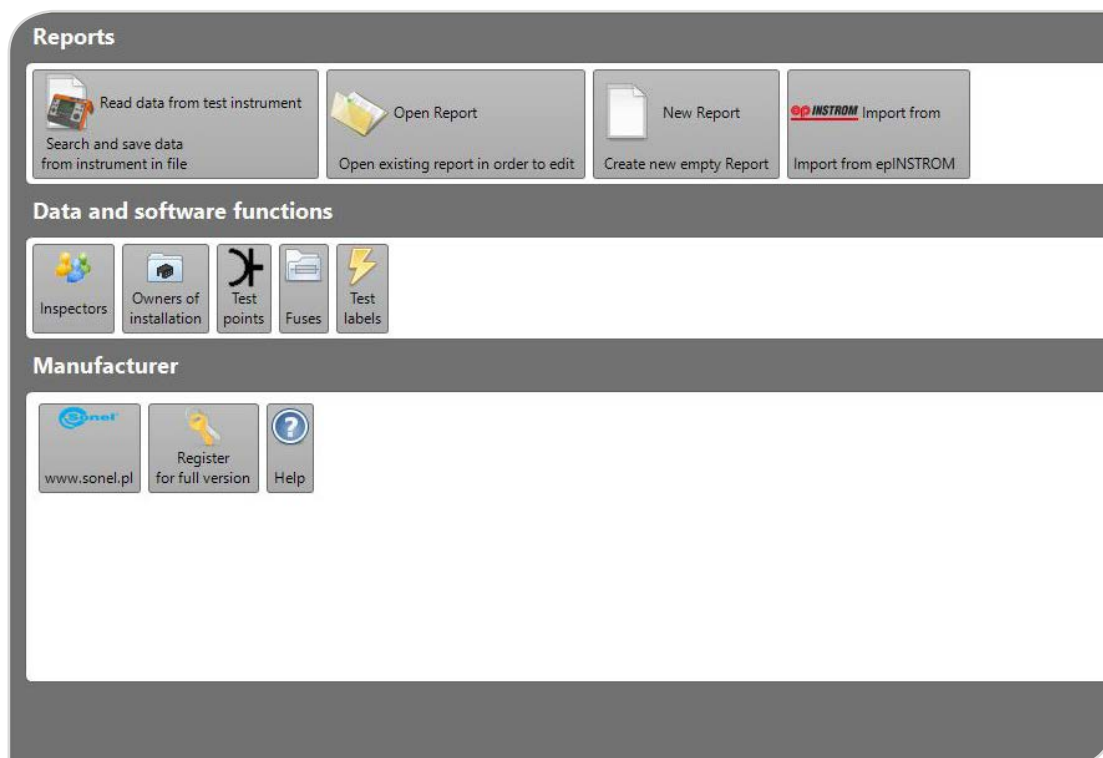 Reports
Read data from test instrument
Search and save data
from instrument in file
Open Report
Open existing report in order to edit
New Report
Create new empty Report
ep INSTROM Import from
Import from epINSTROM
Data and software functions
Inspectors
Owners of
installation
Test
points
Fuses
Test
labels
Manufacturer
Sonel
www.sonel.pl
Register
for full version
?
Help